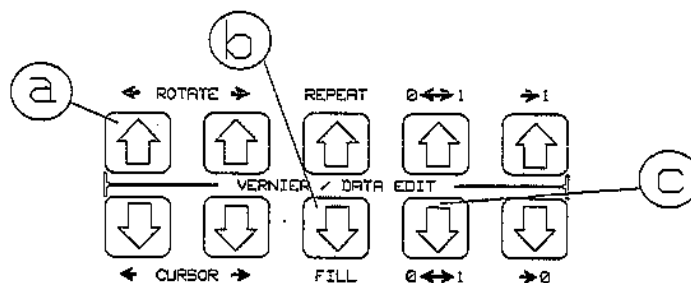 b
a
← ROTATE → REPEAT 0↔1 →1
VERNIER / DATA EDIT
c
← CURSOR → FILL 0↔1 →0